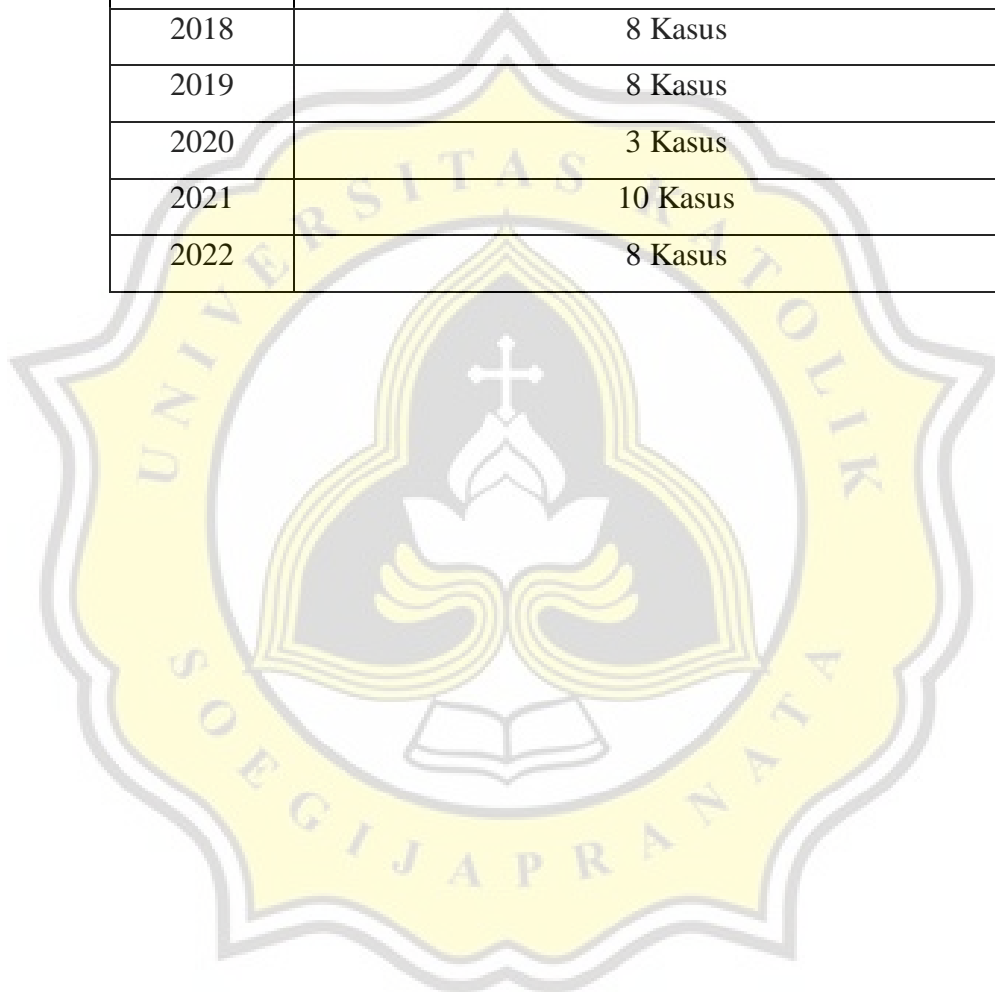 2018 8 Kasus
2019 8 Kasus
2020 3 Kasus
2021 10 Kasus
2022 8 Kasus
UNIVERSITAS KATOLIK
SOEGIJAPRANATA